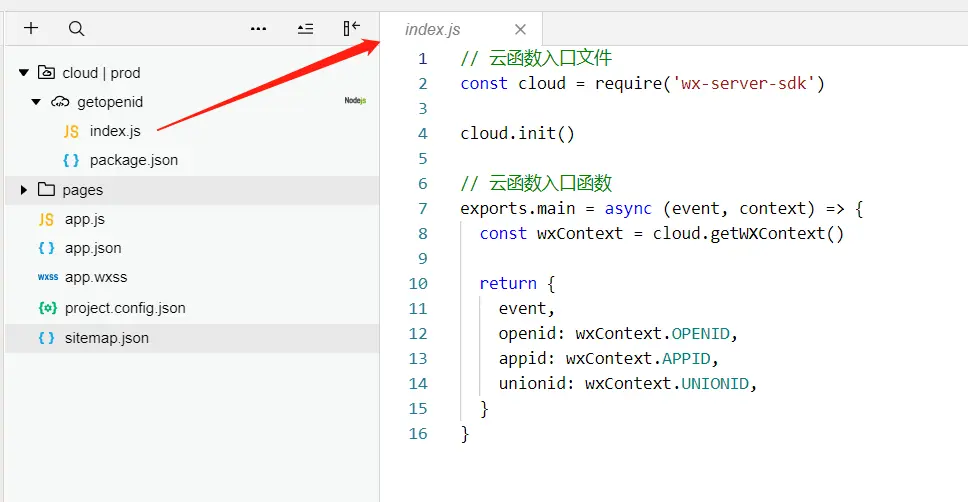 cloud | prod
getopenid
Nodejs
JS index.js
{ } package.json
pages
JS app.js
{ } app.json
wxss app.wxss
project.config.json
{ } sitemap.json
index.js
1 // 云函数入口文件
2 const cloud = require('wx-server-sdk')
3
4 cloud.init()
5
6 // 云函数入口函数
7 exports.main = async (event, context) => {
8 const wxContext = cloud.getWXContext()
9
10 return {
11 event,
12 openid: wxContext.OPENID,
13 appid: wxContext.APPID,
14 unionid: wxContext.UNIONID,
15 }
16 }